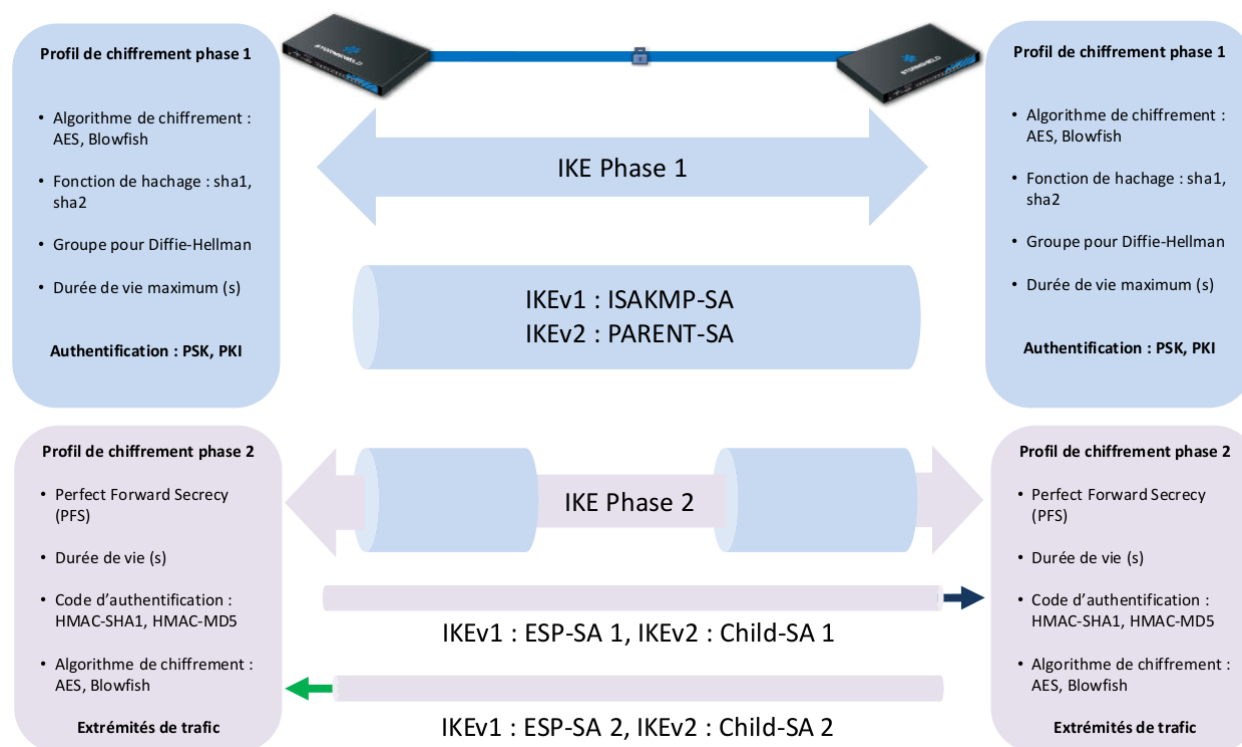 Profil de chiffrement phase 1
• Algorithme de chiffrement :
AES, Blowfish
• Fonction de hachage : sha1,
sha2
• Groupe pour Diffie-Hellman
• Durée de vie maximum (s)
Authentification : PSK, PKI
STORMSHIELD
STORMSHIELD
IKE Phase 1
IKEv1 : ISAKMP-SA
IKEv2 : PARENT-SA
Profil de chiffrement phase 1
• Algorithme de chiffrement :
AES, Blowfish
• Fonction de hachage : sha1,
sha2
• Groupe pour Diffie-Hellman
• Durée de vie maximum (s)
Authentification : PSK, PKI
Profil de chiffrement phase 2
• Perfect Forward Secrecy
(PFS)
• Durée de vie (s)
• Code d’authentification :
HMAC-SHA1, HMAC-MD5
• Algorithme de chiffrement :
AES, Blowfish
Extrémités de trafic
IKE Phase 2
IKEv1 : ESP-SA 1, IKEv2 : Child-SA 1
IKEv1 : ESP-SA 2, IKEv2 : Child-SA 2
Profil de chiffrement phase 2
• Perfect Forward Secrecy
(PFS)
• Durée de vie (s)
• Code d’authentification :
HMAC-SHA1, HMAC-MD5
• Algorithme de chiffrement :
AES, Blowfish
Extrémités de trafic